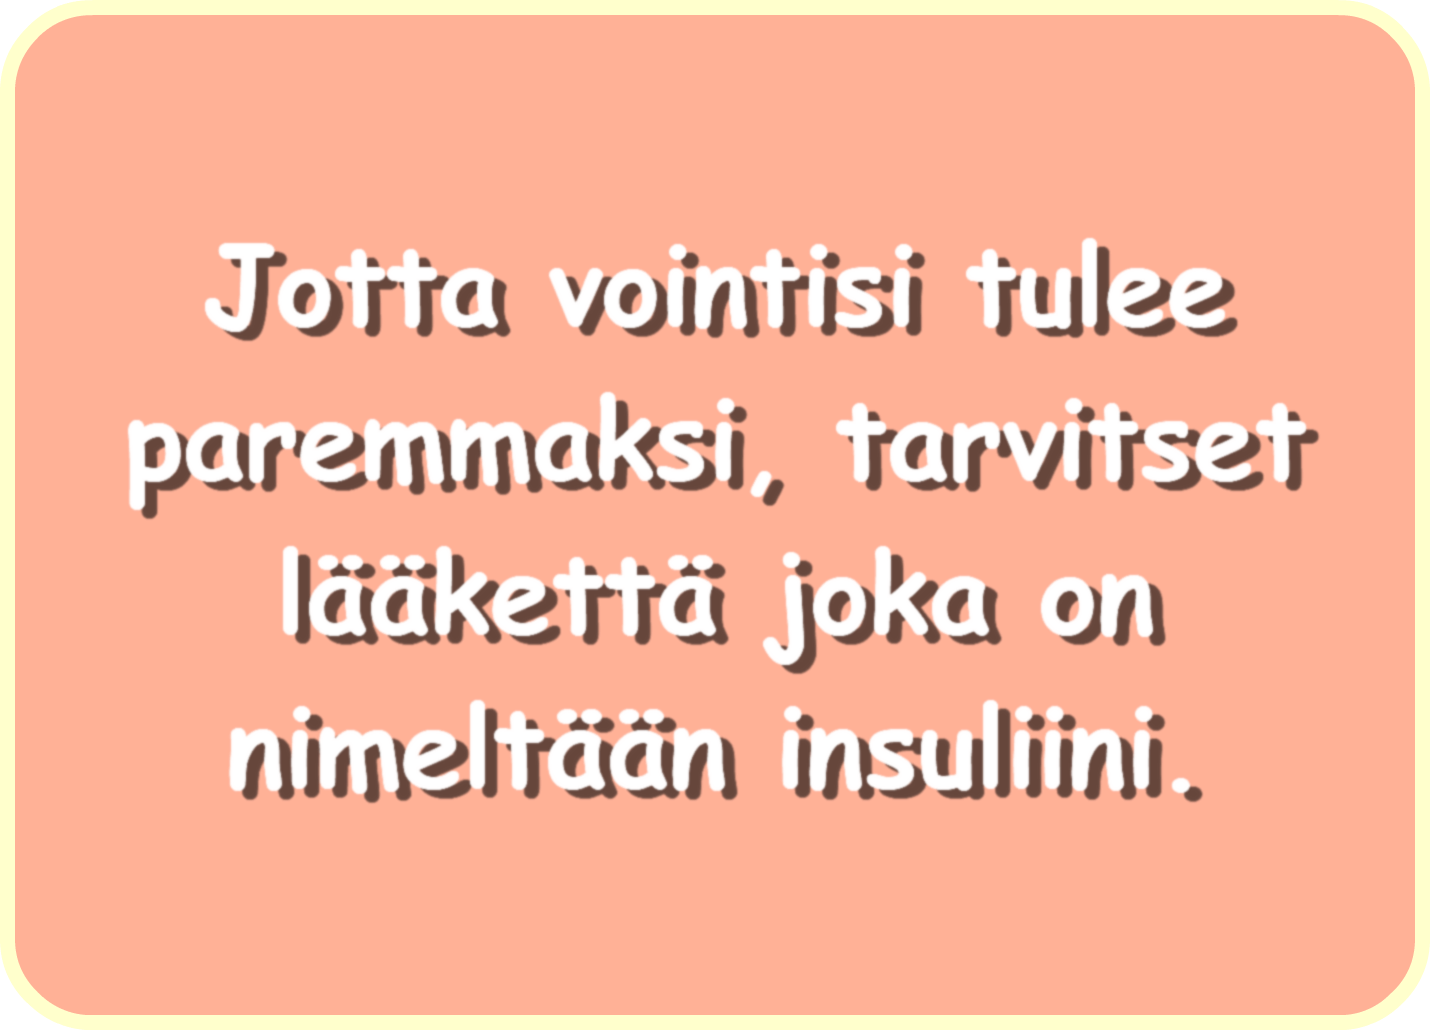 Jotta vointisi tulee
paremmaksi, tarvitset
lääkettä joka on
nimeltään insuliini.